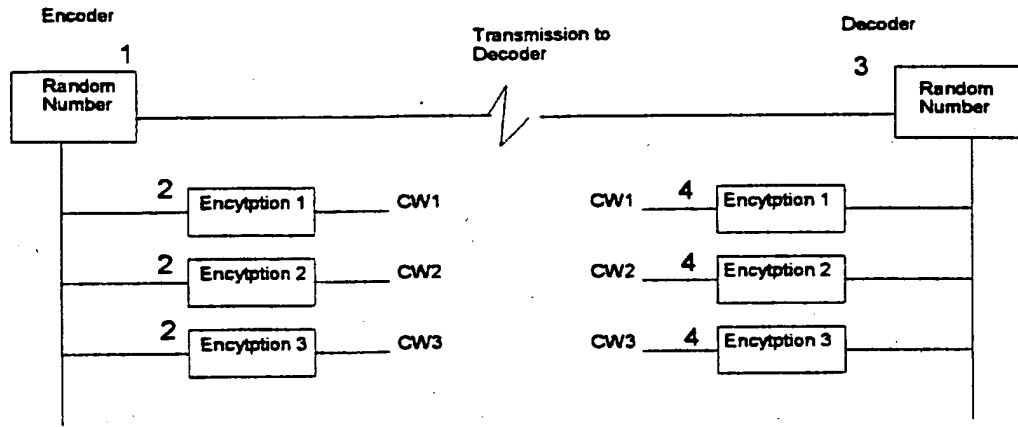 Encoder
Decoder
Transmission to
Decoder
1
3
Random
Number
Random
Number
2
Encytption 1
CW1
CW1
4
Encytption 1
2
Encytption 2
CW2
CW2
4
Encytption 2
2
Encytption 3
CW3
CW3
4
Encytption 3